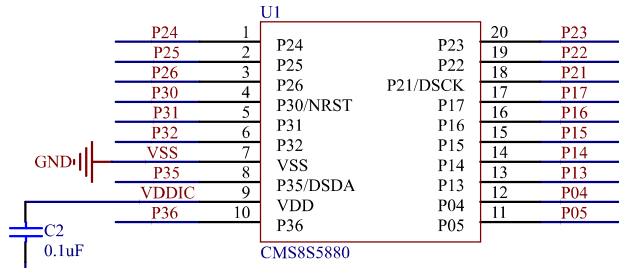 U1
P24 1 P24 P23 20 P23
P25 2 P25 P22 19 P22
P26 3 P26 P21/DSCK 18 P21
P30 4 P30/NRST P17 17 P17
P31 5 P31 P16 16 P16
P32 6 P32 P15 15 P15
GND VSS 7 VSS P14 14 P14
P35 8 P35/DSDA P13 13 P13
VDDIC 9 VDD P04 12 P04
P36 10 P36 P05 11 P05
C2
0.1uF
CMS8S5880